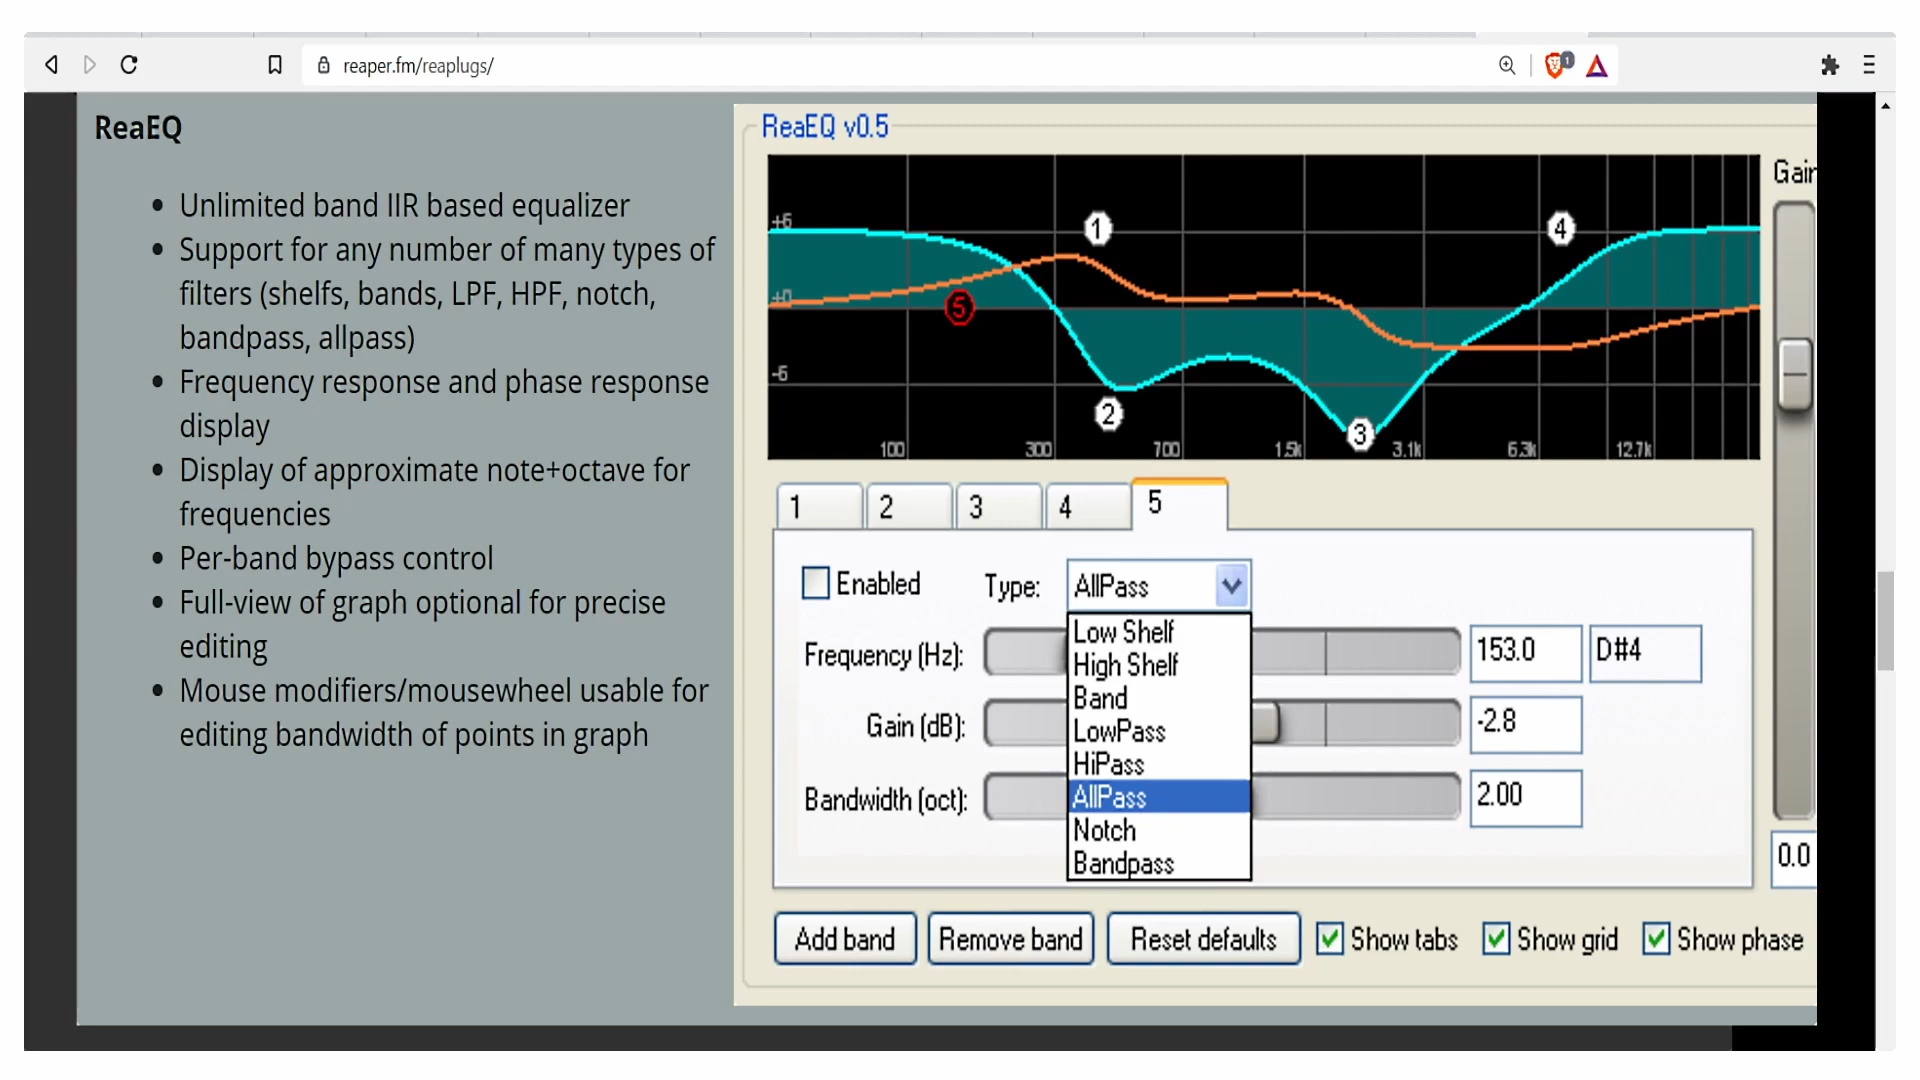 reaper.fm/reaplugs/
1
ReaEQ
Unlimited band IIR based equalizer
Support for any number of many types of
filters (shelfs, bands, LPF, HPF, notch,
bandpass, allpass)
Frequency response and phase response
display
Display of approximate note+octave for
frequencies
Per-band bypass control
Full-view of graph optional for precise
editing
Mouse modifiers/mousewheel usable for
editing bandwidth of points in graph
ReaEQ v0.5
Gain
+6
+0
-6
1
4
5
2
3
100 300 700 1.5k 3.1k 6.3k 12.7k
1 2 3 4 5
Enabled Type: AllPass
Low Shelf
High Shelf
Band
LowPass
HiPass
AllPass
Notch
Bandpass
Frequency (Hz): 153.0 D#4
Gain (dB): -2.8
Bandwidth (oct): 2.00
0.0
Add band Remove band Reset defaults Show tabs Show grid Show phase